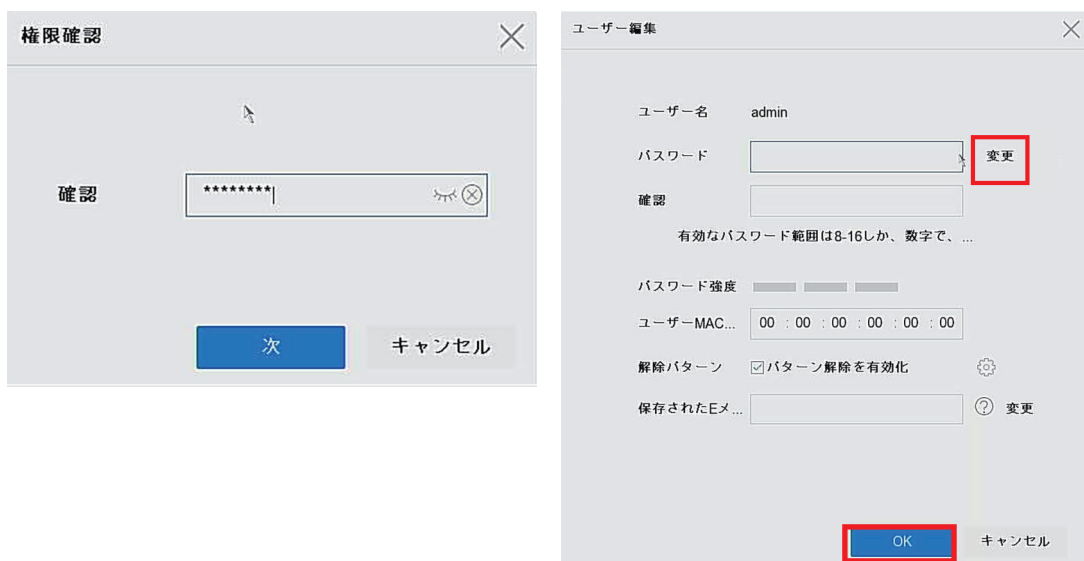 権限確認
確認 ********
次 キャンセル
ユーザー編集
ユーザー名 admin
パスワード 変更
確認
有効なパスワード範囲は8-16しか、数字で、...
パスワード強度
ユーザーMAC... 00 : 00 : 00 : 00 : 00 : 00
解除パターン パターン解除を有効化
保存されたEメ... ? 変更
OK キャンセル